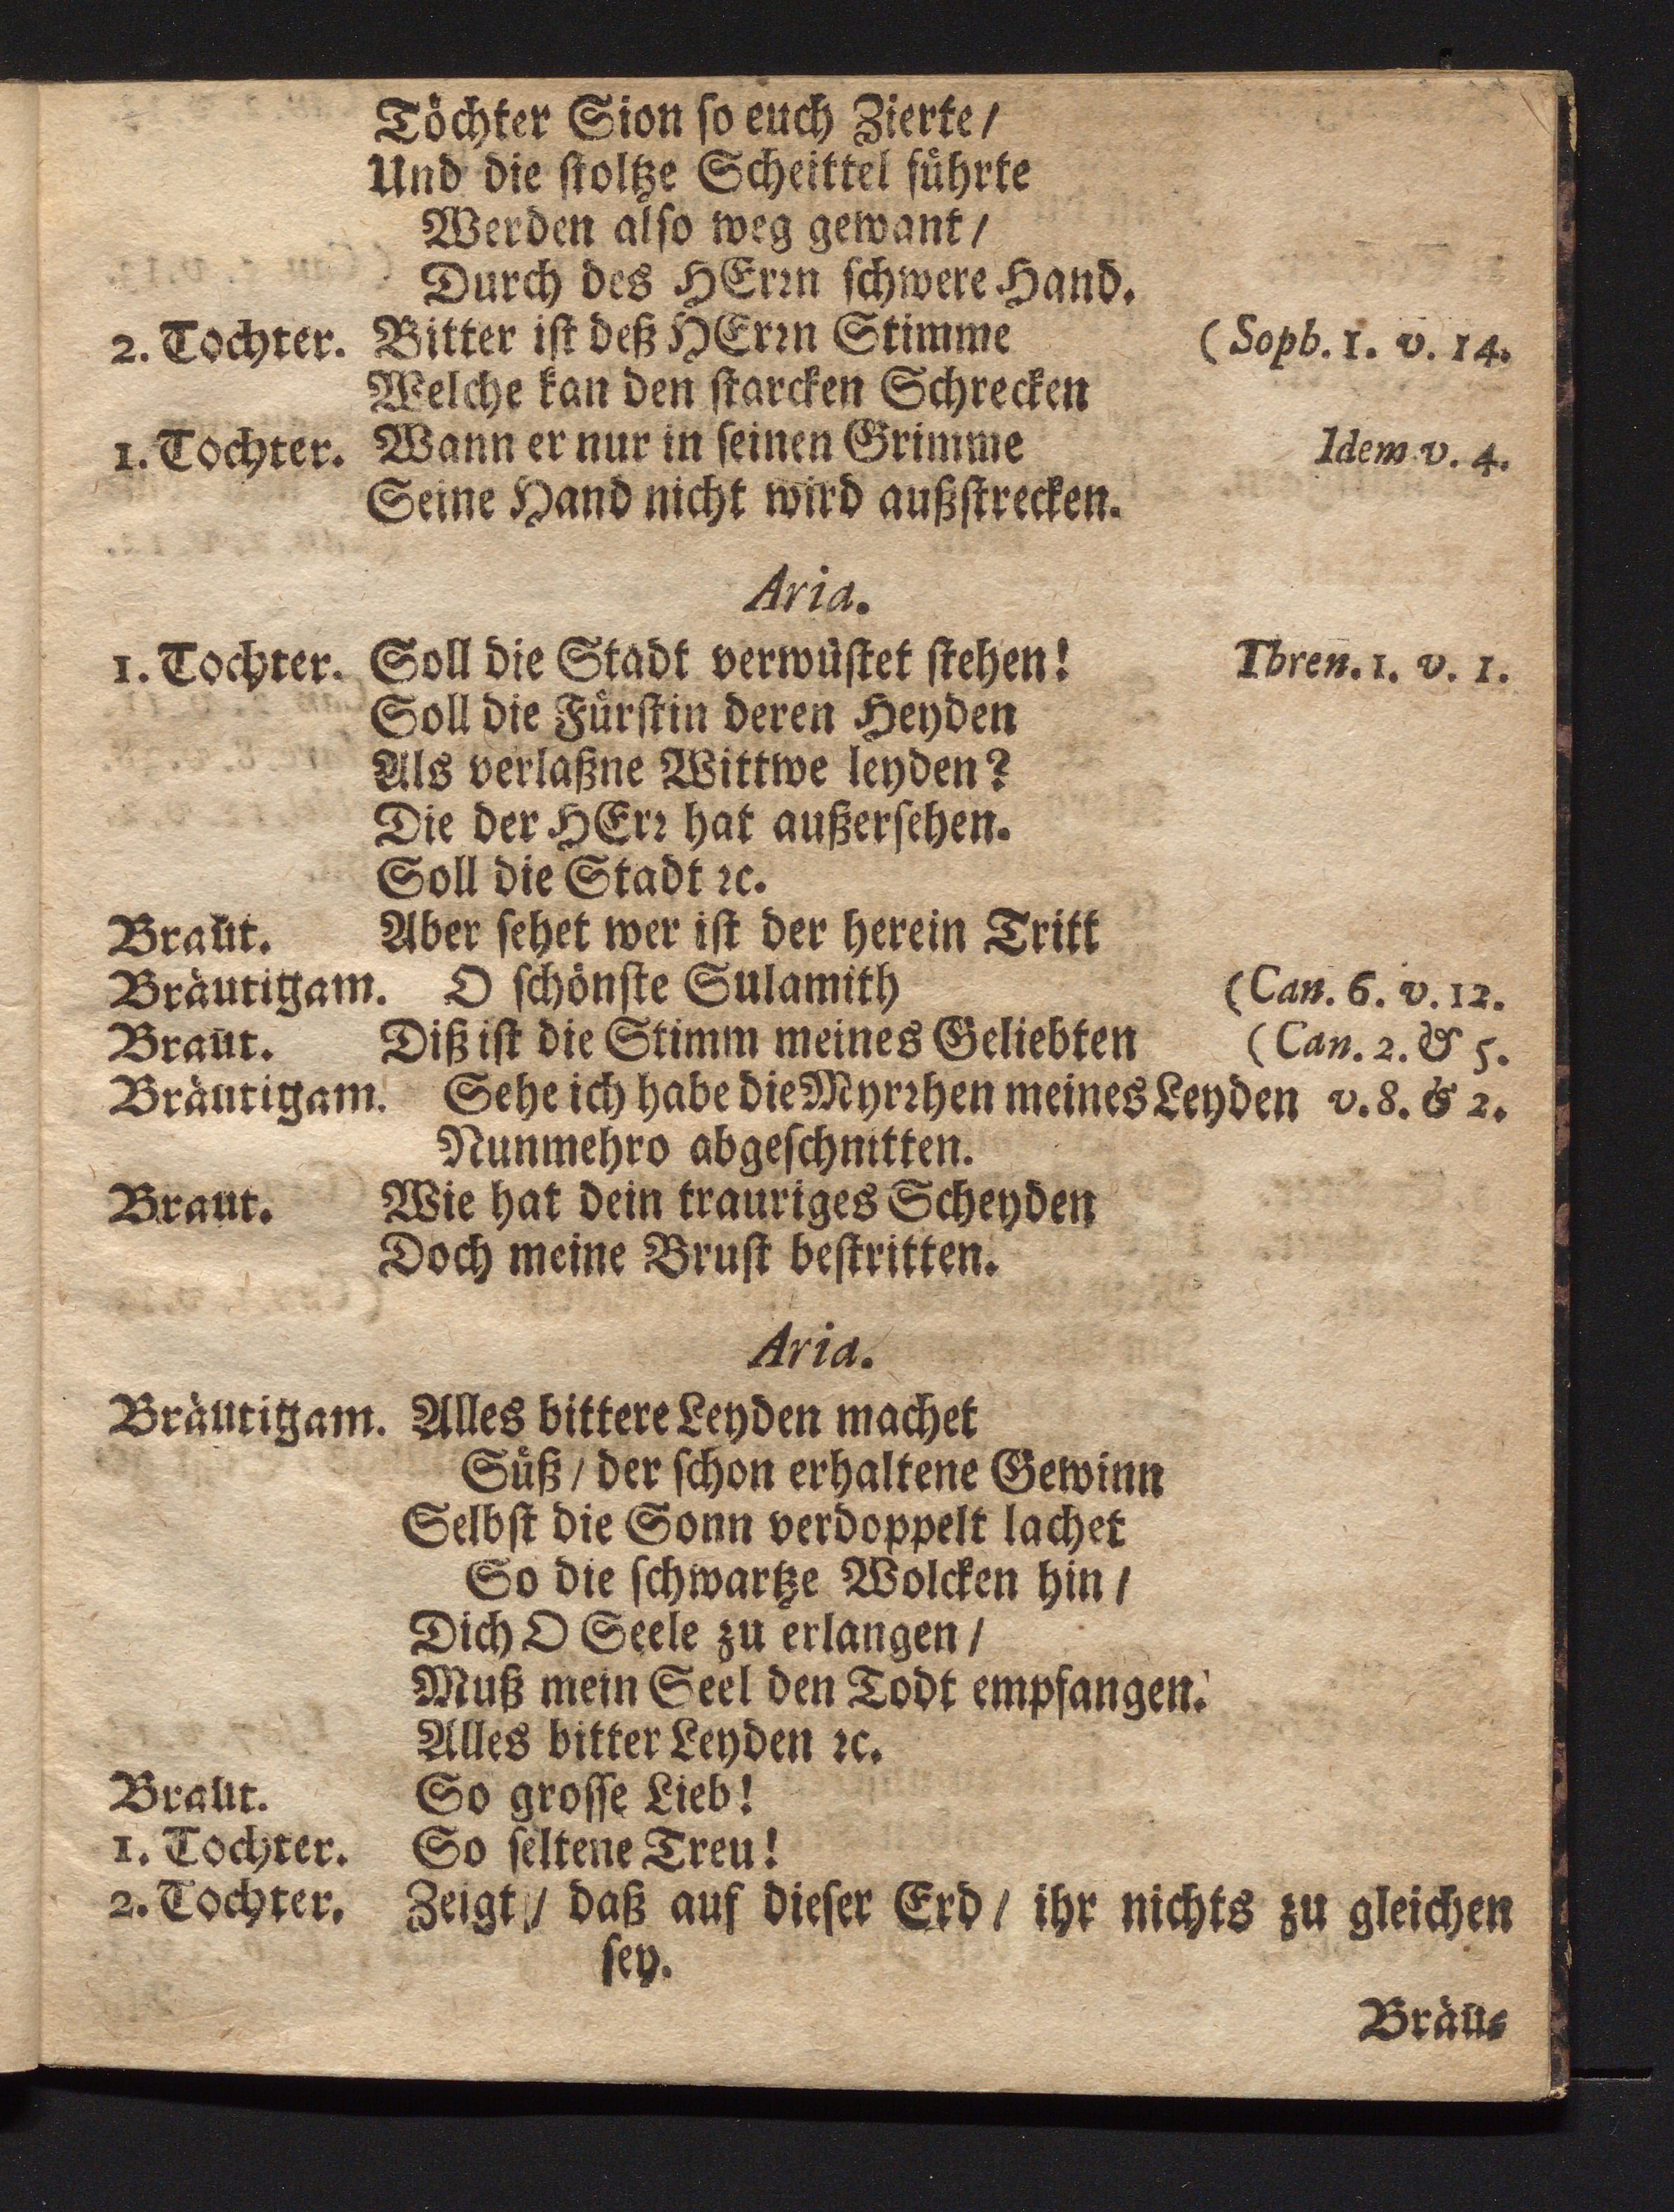 Töchter Sion ſo euch Zierte /
Und die ſtoltze Scheittel führte
Werden alſo weg gewant /
Durch des HErꝛn ſchwere Hand.
2. Tochter. Bitter iſt deß HErꝛn Stimme (Soph. 1. v. 14.
Welche kan den ſtarcken Schrecken
1. Tochter. Wann er nur in ſeinen Grimme Idem v. 4.
Seine Hand nicht wird außſtrecken.
Aria.
1. Tochter. Soll die Stadt verwüſtet ſtehen! Thren. 1. v. 1.
Soll die Fürſtin deren Heyden
Als verlaßne Wittwe leyden?
Die der HErꝛ hat außerſehen.
Soll die Stadt ꝛc.
Braut. Aber ſehet wer iſt der herein Tritt
Bräutigam. O ſchönſte Sulamith (Can. 6. v. 12.
Braut. Diß iſt die Stimm meines Geliebten (Can. 2. & 5.
Bräutigam. Sehe ich habe die Myrꝛhen meines Leyden v. 8. & 2.
Nunmehro abgeſchnitten.
Braut. Wie hat dein trauriges Scheyden
Doch meine Bruſt beſtritten.
Aria.
Bräutigam. Alles bittere Leyden machet
Süß / der ſchon erhaltene Gewinn
Selbſt die Sonn verdoppelt lachet
So die ſchwartze Wolcken hin /
Dich O Seele zu erlangen /
Muß mein Seel den Todt empfangen.
Alles bitter Leyden ꝛc.
Braut. So groſſe Lieb!
1. Tochter. So ſeltene Treu!
2. Tochter. Zeigt / daß auf dieſer Erd / ihr nichts zu gleichen
ſey.
Bräu⸗